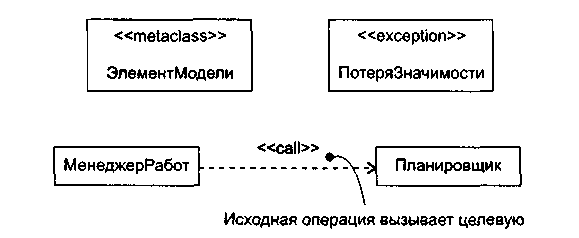 <<metaclass>>
ЭлементМодели
<<exception>>
ПотеряЗначимости
<<call>>
МенеджерРабот
Планировщик
Исходная операция вызывает целевую